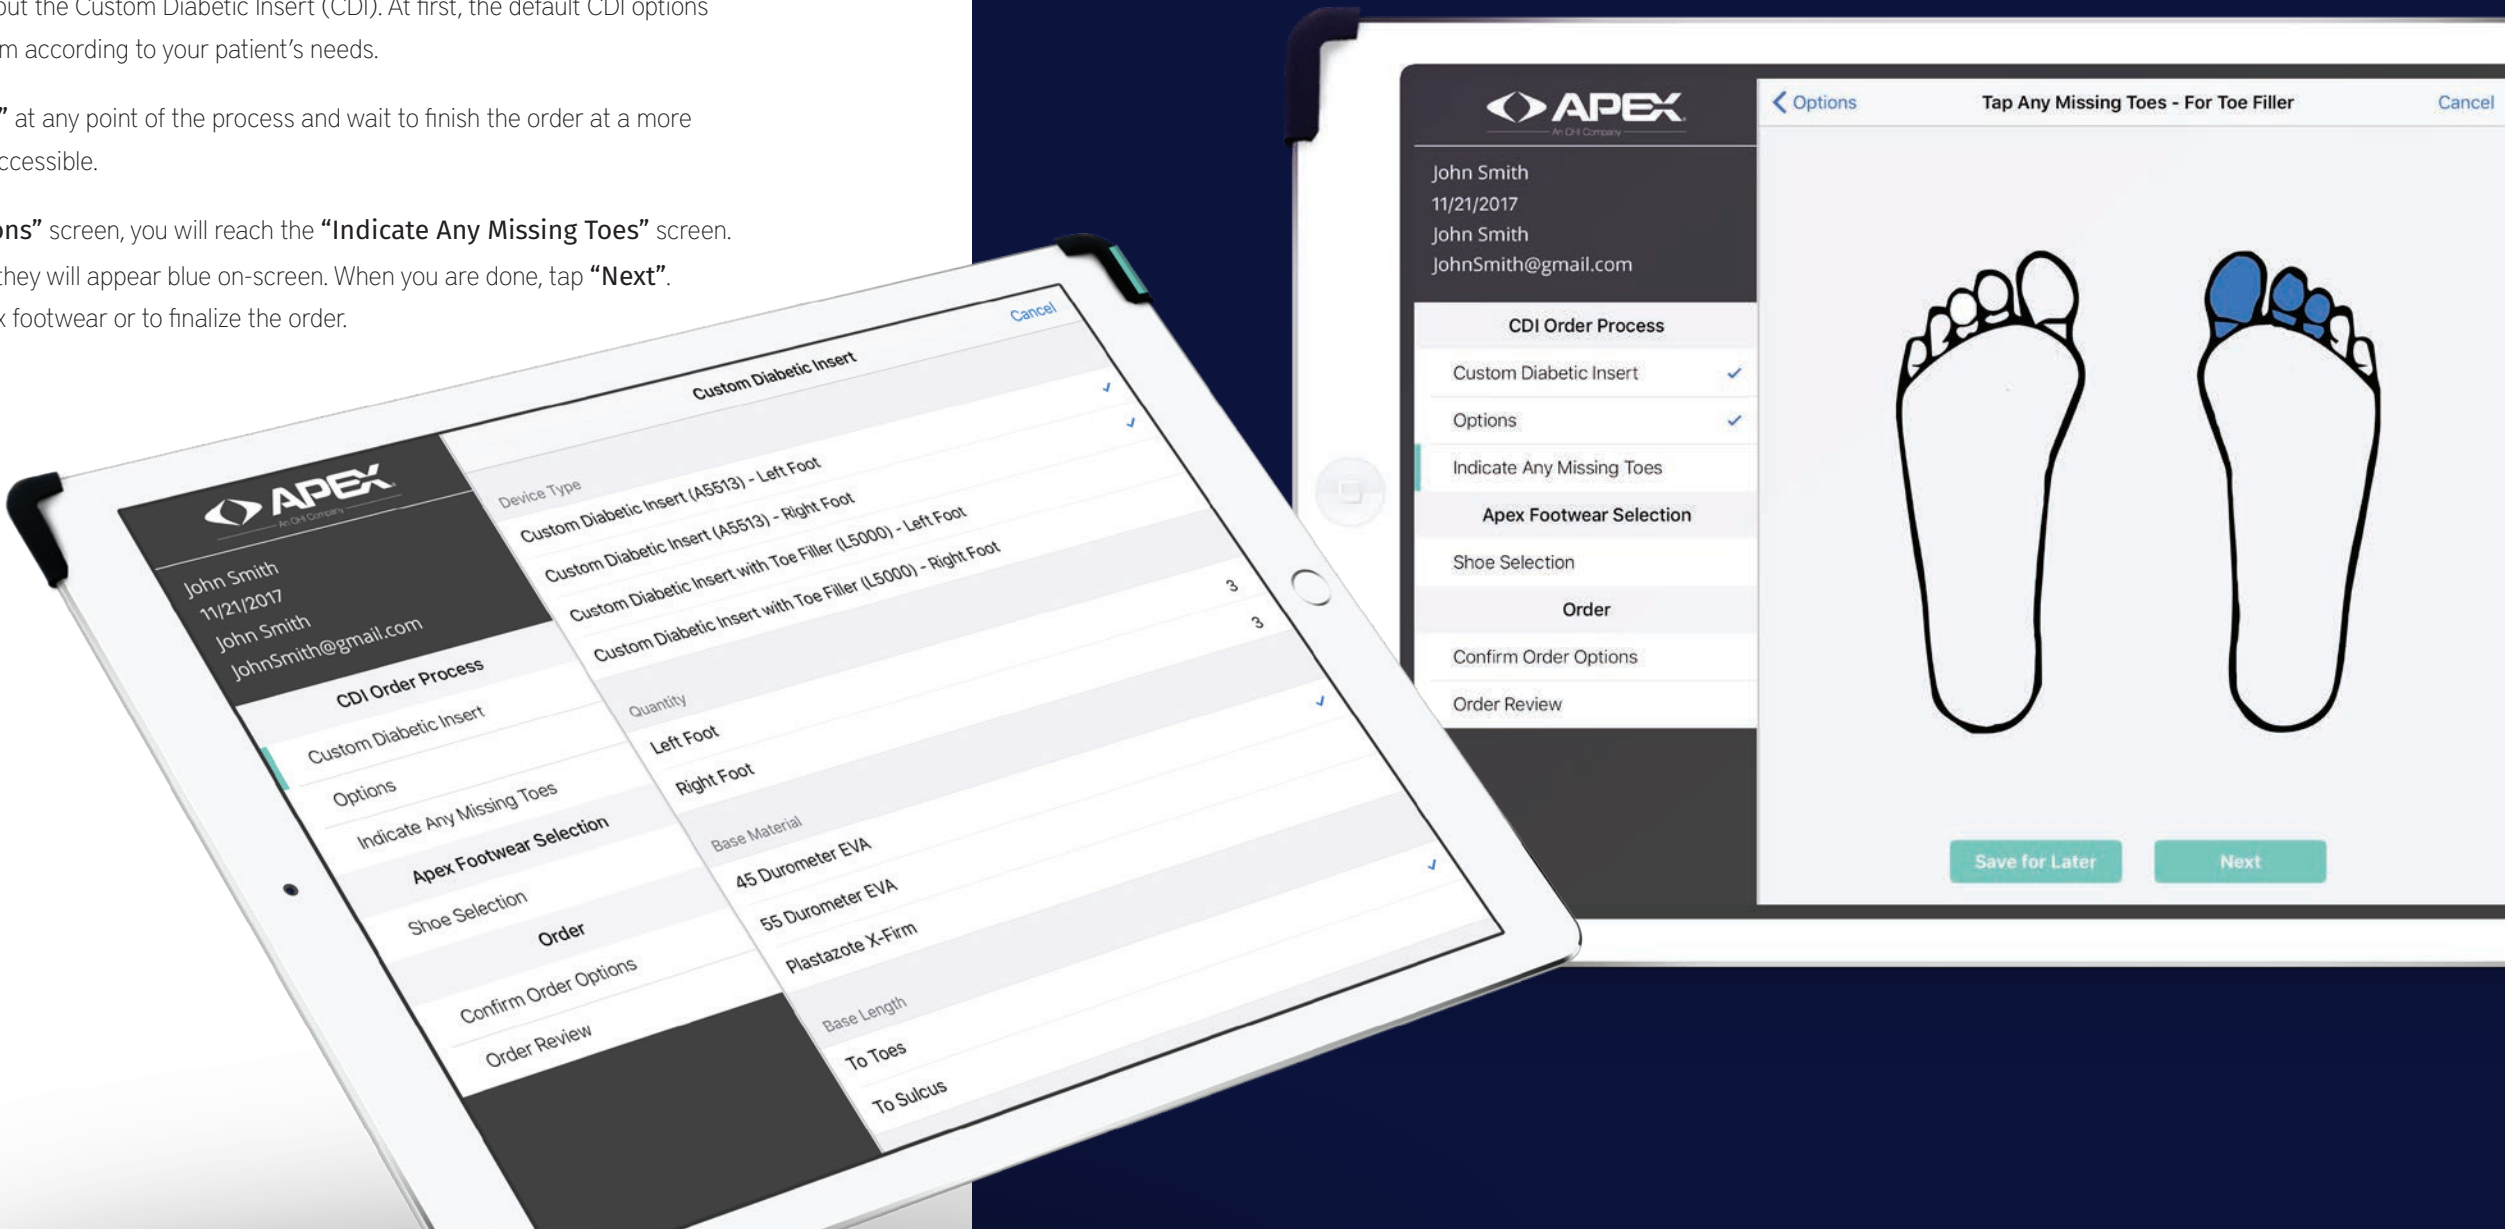 out the Custom Diabetic Insert (CDI). At first, the default CDI options
m according to your patient's needs.
” at any point of the process and wait to finish the order at a more
ccessible.
ons” screen, you will reach the “Indicate Any Missing Toes” screen.
they will appear blue on-screen. When you are done, tap “Next”.
x footwear or to finalize the order.
APEX
An OHI Company
John Smith
11/21/2017
John Smith
JohnSmith@gmail.com
CDI Order Process
Custom Diabetic Insert
Options
Indicate Any Missing Toes
Apex Footwear Selection
Shoe Selection
Order
Confirm Order Options
Order Review
Custom Diabetic Insert
Cancel
Device Type
Custom Diabetic Insert (A5513) - Left Foot
Custom Diabetic Insert (A5513) - Right Foot
Custom Diabetic Insert with Toe Filler (L5000) - Left Foot
Custom Diabetic Insert with Toe Filler (L5000) - Right Foot
Quantity
Left Foot 3
Right Foot 3
Base Material
45 Durometer EVA
55 Durometer EVA
Plastazote X-Firm
Base Length
To Toes
To Sulcus
APEX
An OHI Company
John Smith
11/21/2017
John Smith
JohnSmith@gmail.com
CDI Order Process
Custom Diabetic Insert
Options
Indicate Any Missing Toes
Apex Footwear Selection
Shoe Selection
Order
Confirm Order Options
Order Review
Options
Tap Any Missing Toes - For Toe Filler
Cancel
Save for Later
Next